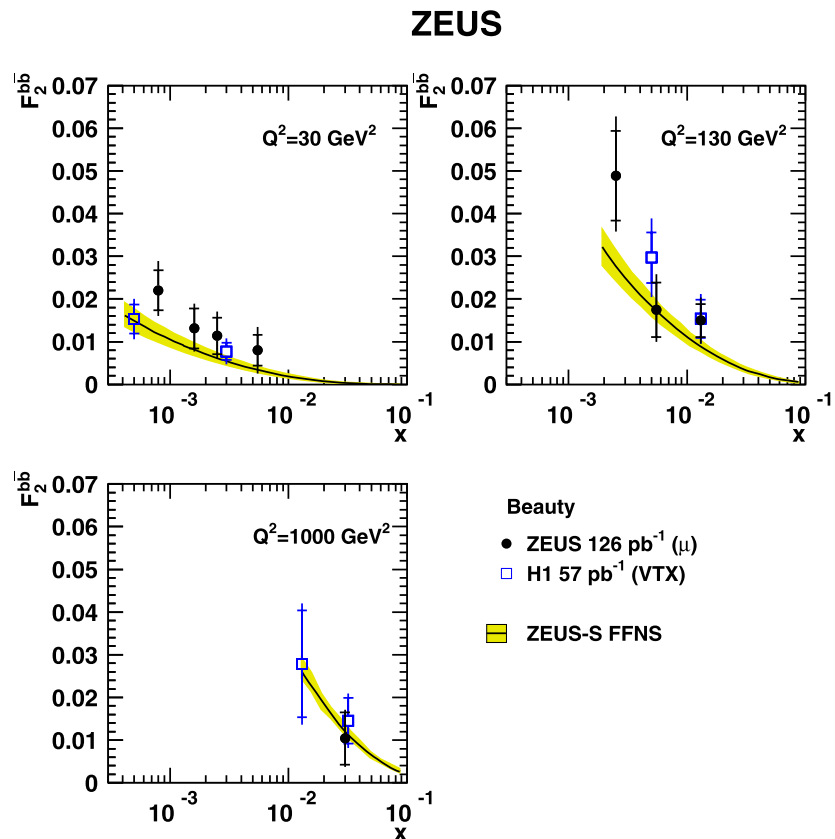 ZEUS
F₂ᵇᵇ̅
0.07
0.06
0.05
0.04
0.03
0.02
0.01
0
Q²=30 GeV²
10⁻³ 10⁻² 10⁻¹
x
F₂ᵇᵇ̅
0.07
0.06
0.05
0.04
0.03
0.02
0.01
0
Q²=130 GeV²
10⁻³ 10⁻² 10⁻¹
x
F₂ᵇᵇ̅
0.07
0.06
0.05
0.04
0.03
0.02
0.01
0
Q²=1000 GeV²
10⁻³ 10⁻² 10⁻¹
x
Beauty
ZEUS 126 pb⁻¹ (μ)
H1 57 pb⁻¹ (VTX)
ZEUS-S FFNS